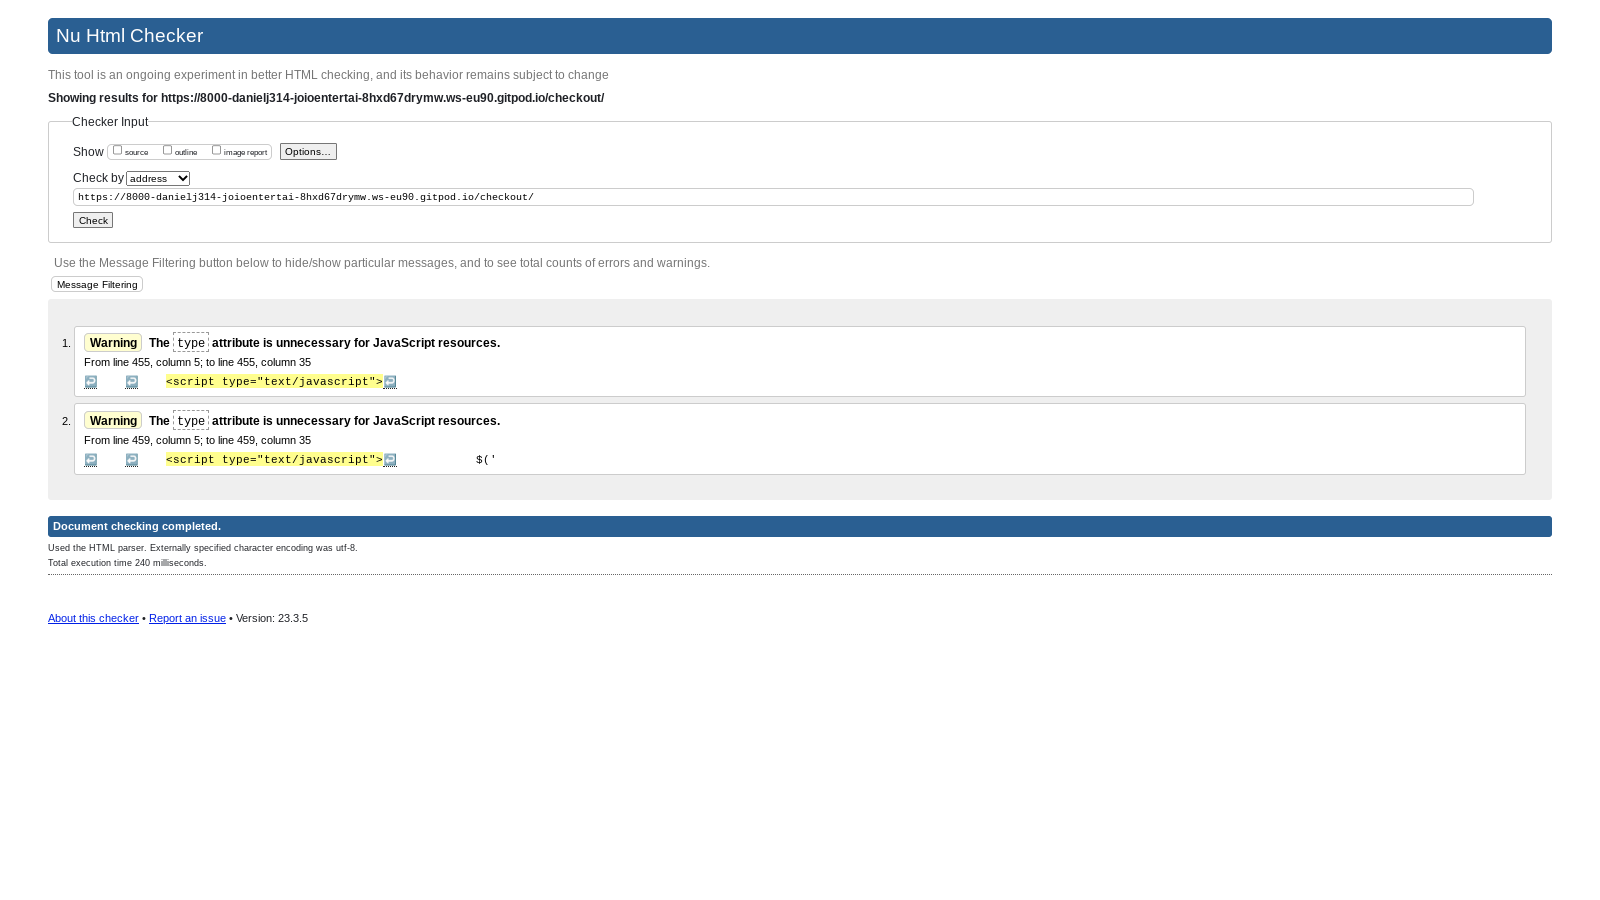 Nu Html Checker
This tool is an ongoing experiment in better HTML checking, and its behavior remains subject to change
Showing results for https://8000-danielj314-joioentertai-8hxd67drymw.ws-eu90.gitpod.io/checkout/
Checker Input
Show source outline image report Options...
Check by address
https://8000-danielj314-joioentertai-8hxd67drymw.ws-eu90.gitpod.io/checkout/
Check
Use the Message Filtering button below to hide/show particular messages, and to see total counts of errors and warnings.
Message Filtering
1. Warning The type attribute is unnecessary for JavaScript resources.
From line 455, column 5; to line 455, column 35
↩ ↩ <script type="text/javascript">↩
2. Warning The type attribute is unnecessary for JavaScript resources.
From line 459, column 5; to line 459, column 35
↩ ↩ <script type="text/javascript">↩ $('
Document checking completed.
Used the HTML parser. Externally specified character encoding was utf-8.
Total execution time 240 milliseconds.
About this checker • Report an issue • Version: 23.3.5